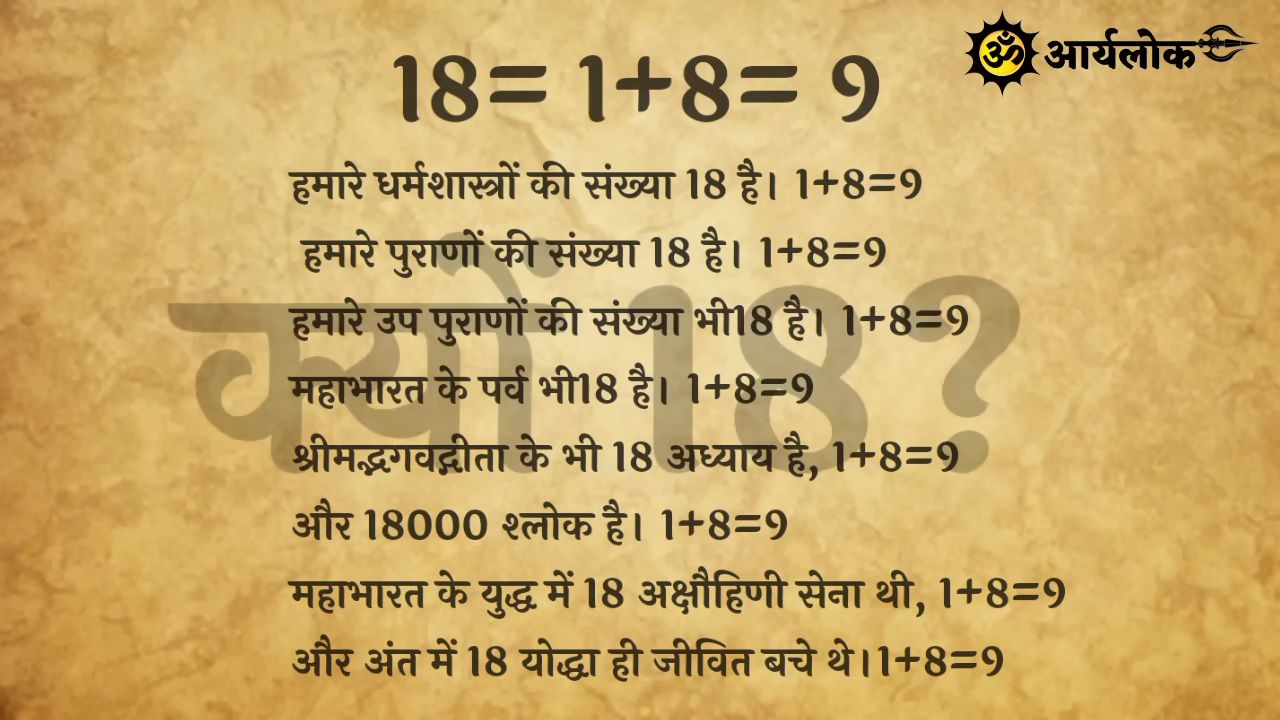 ॐ आर्यलोक
18= 1+8= 9
हमारे धर्मशास्त्रों की संख्या 18 है। 1+8=9
हमारे पुराणों की संख्या 18 है। 1+8=9
हमारे उप पुराणों की संख्या भी18 है। 1+8=9
महाभारत के पर्व भी18 है। 1+8=9
श्रीमद्भगवद्गीता के भी 18 अध्याय है, 1+8=9
और 18000 श्लोक है। 1+8=9
महाभारत के युद्ध में 18 अक्षौहिणी सेना थी, 1+8=9
और अंत में 18 योद्धा ही जीवित बचे थे।1+8=9
क्यों 18?